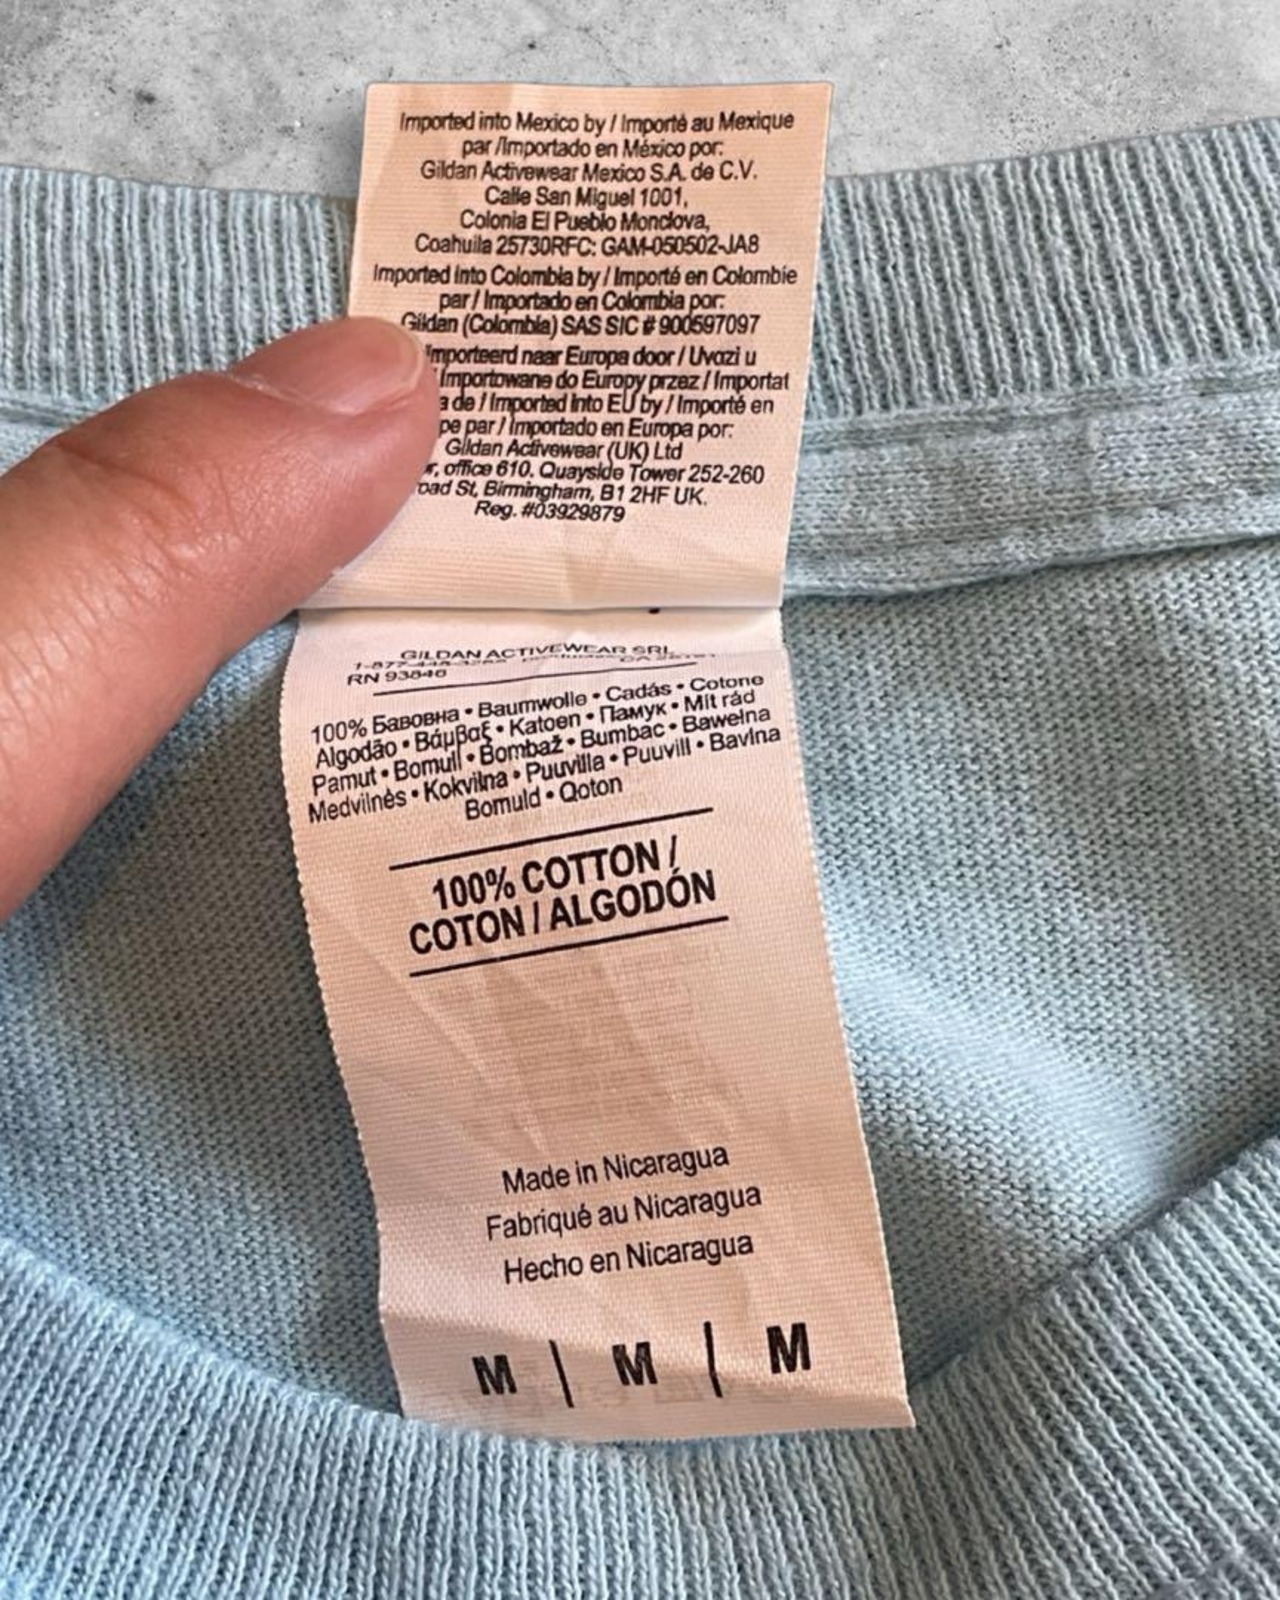 Imported into Mexico by / Importé au Mexique
par /Importado en México por:
Gildan Activewear Mexico S.A. de C.V.
Calle San Miguel 1001,
Colonia El Pueblo Monclova,
Coahuila 25730RFC: GAM-050502-JA8
Imported into Colombia by / Importé en Colombie
par / Importado en Colombia por:
Gildan (Colombia) SAS SIC # 900597097
Importeerd naar Europa door / Uvozi u
Importowane do Europy przez / Importat
de / Imported into EU by / Importé en
par / Importado en Europa por:
Gildan Activewear (UK) Ltd
office 610. Quayside Tower 252-260
St, Birmingham, B1 2HF UK.
Reg. #03929879
GILDAN ACTIVEWEAR SRL
RN 93846
100% Бавовна • Baumwolle • Cadás • Cotone
Algodão • Βάμβαξ • Katoen • Памук • Mit rád
Pamut • Bomull • Bombaž • Bumbac • Bawełna
Medvilnės • Kokvilna • Puuvilla • Puuvill • Bavlna
Bomuld • Qoton
100% COTTON /
COTON / ALGODÓN
Made in Nicaragua
Fabriqué au Nicaragua
Hecho en Nicaragua
M | M | M